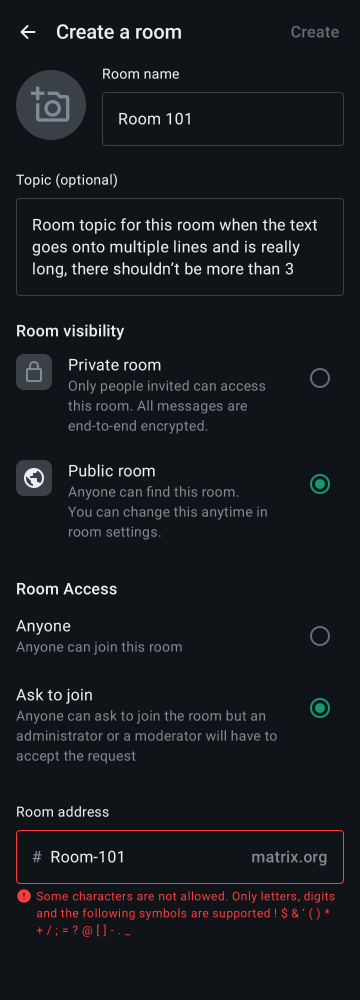 Create a room
Create
Room name
Room 101
Topic (optional)
Room topic for this room when the text
goes onto multiple lines and is really
long, there shouldn’t be more than 3
Room visibility
Private room
Only people invited can access
this room. All messages are
end-to-end encrypted.
Public room
Anyone can find this room.
You can change this anytime in
room settings.
Room Access
Anyone
Anyone can join this room
Ask to join
Anyone can ask to join the room but an
administrator or a moderator will have to
accept the request
Room address
# Room-101 matrix.org
Some characters are not allowed. Only letters, digits
and the following symbols are supported ! $ & ‘ ( ) *
+ / ; = ? @ [ ] - . _